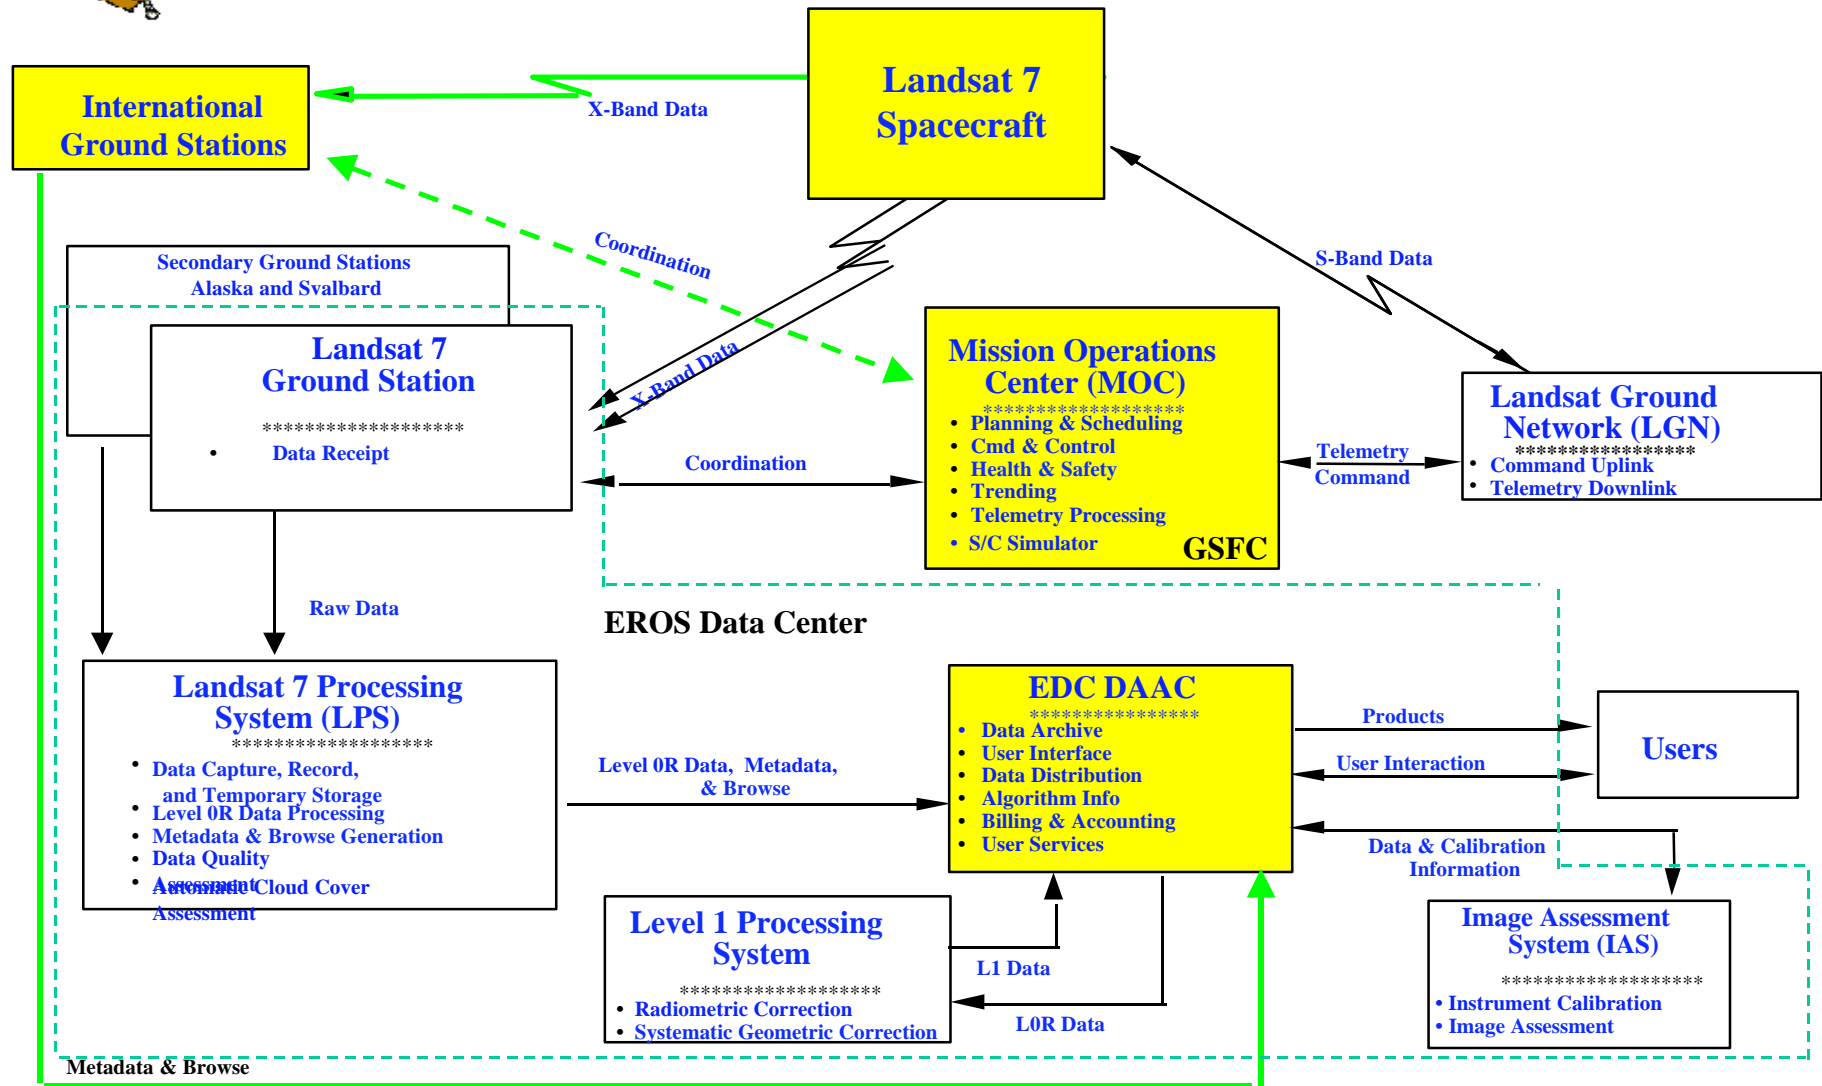 Landsat 7
Spacecraft
International
Ground Stations
X-Band Data
Coordination
S-Band Data
Secondary Ground Stations
Alaska and Svalbard
Landsat 7
Ground Station
*******************
• Data Receipt
X-Band Data
Coordination
Mission Operations
Center (MOC)
*******************
• Planning & Scheduling
• Cmd & Control
• Health & Safety
• Trending
• Telemetry Processing
• S/C Simulator
GSFC
Telemetry
Command
Landsat Ground
Network (LGN)
*****************
• Command Uplink
• Telemetry Downlink
Raw Data
EROS Data Center
Landsat 7 Processing
System (LPS)
*******************
• Data Capture, Record,
and Temporary Storage
• Level 0R Data Processing
• Metadata & Browse Generation
• Data Quality
Assessment
• Automatic Cloud Cover
Assessment
Level 0R Data, Metadata,
& Browse
EDC DAAC
****************
• Data Archive
• User Interface
• Data Distribution
• Algorithm Info
• Billing & Accounting
• User Services
Products
User Interaction
Users
Data & Calibration
Information
Level 1 Processing
System
*******************
• Radiometric Correction
• Systematic Geometric Correction
L1 Data
L0R Data
Image Assessment
System (IAS)
*******************
• Instrument Calibration
• Image Assessment
Metadata & Browse